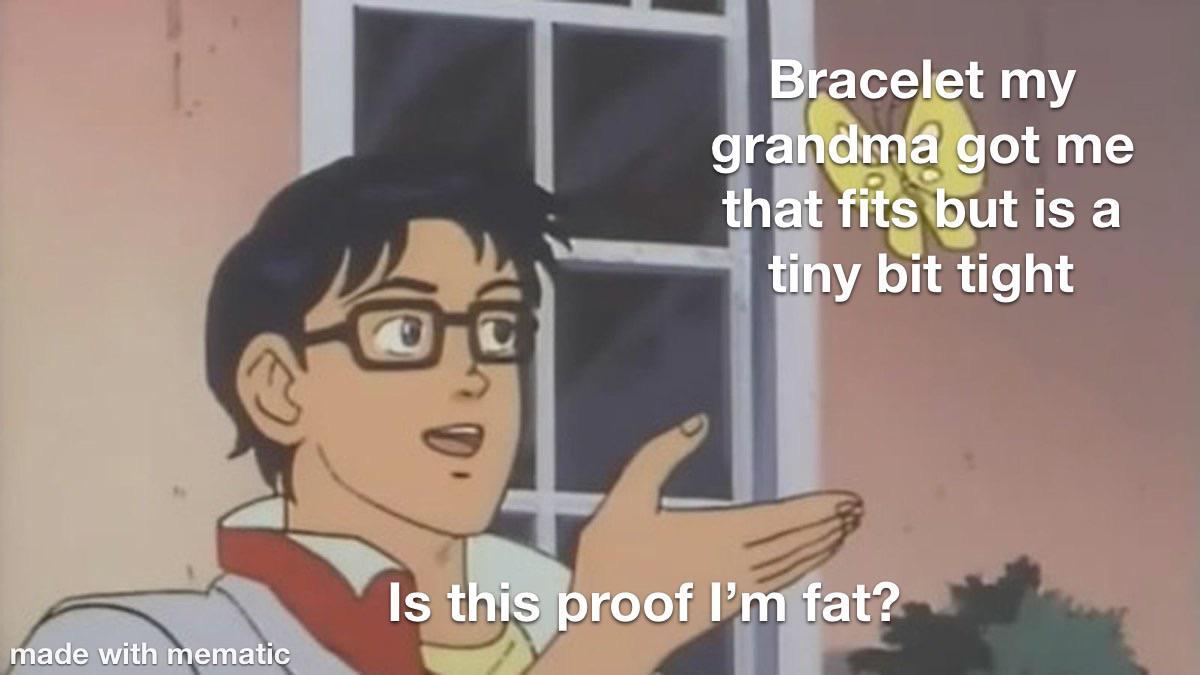 Bracelet my
grandma got me
that fits but is a
tiny bit tight
Is this proof I’m fat?
made with mematic